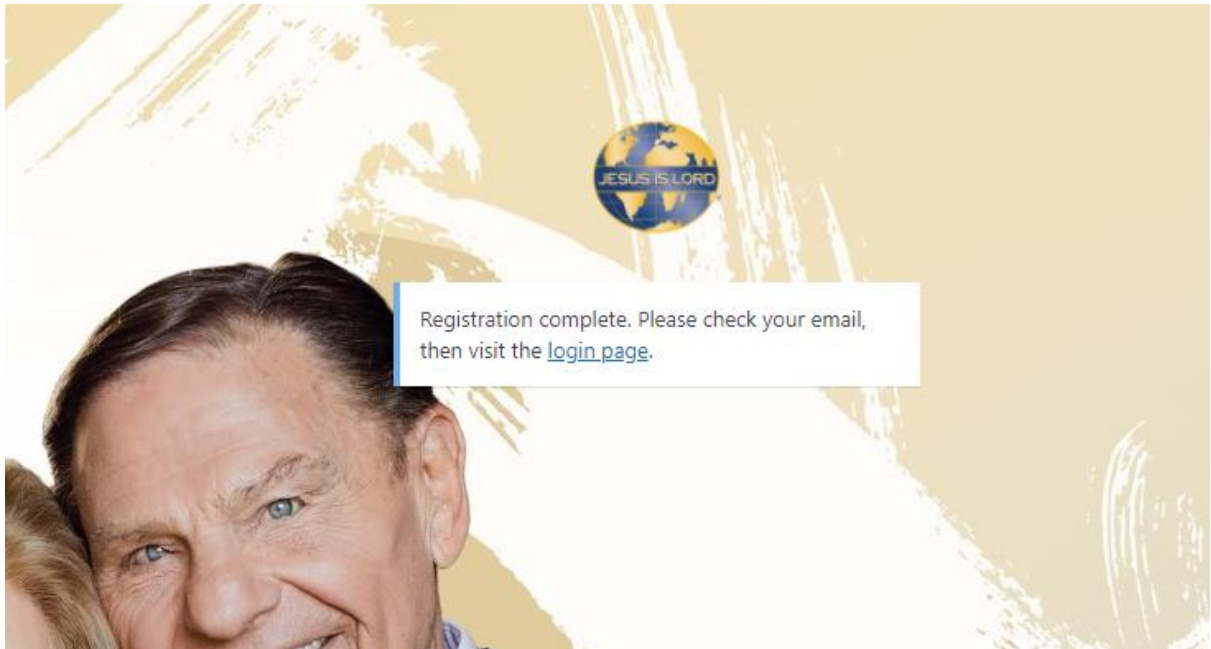 JESUS IS LORD
Registration complete. Please check your email,
then visit the login page.